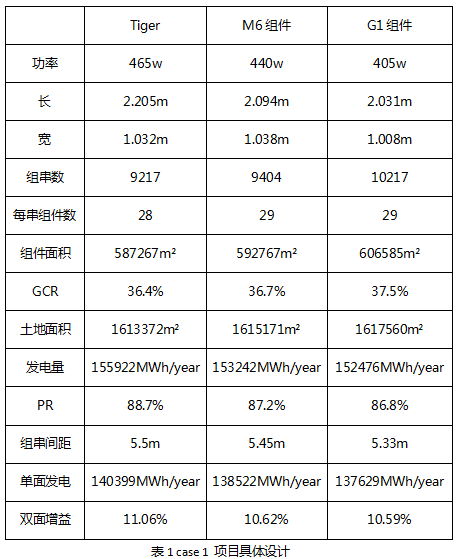 Tiger M6 组件 G1 组件
功率 465w 440w 405w
长 2.205m 2.094m 2.031m
宽 1.032m 1.038m 1.008m
组串数 9217 9404 10217
每串组件数 28 29 29
组件面积 587267m² 592767m² 606585m²
GCR 36.4% 36.7% 37.5%
土地面积 1613372m² 1615171m² 1617560m²
发电量 155922MWh/year 153242MWh/year 152476MWh/year
PR 88.7% 87.2% 86.8%
组串间距 5.5m 5.45m 5.33m
单面发电 140399MWh/year 138522MWh/year 137629MWh/year
双面增益 11.06% 10.62% 10.59%
表 1 case 1 项目具体设计